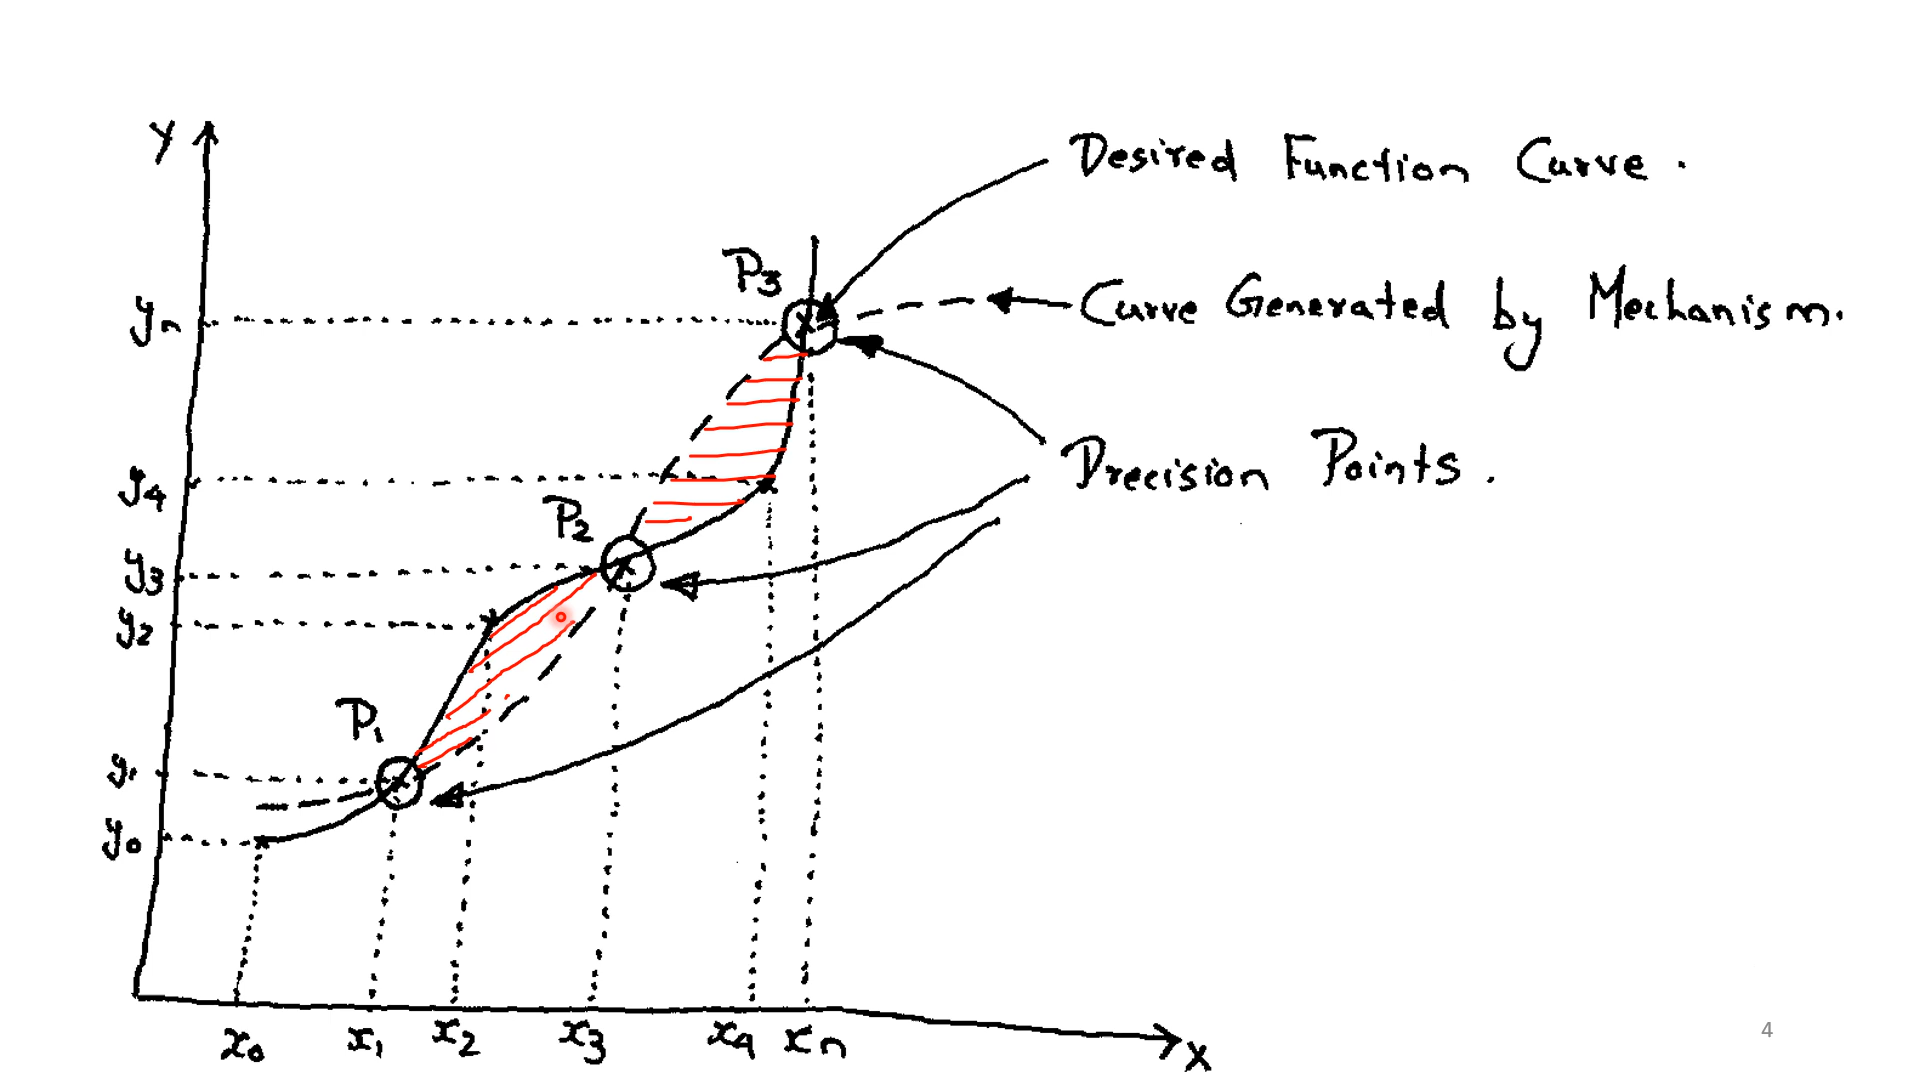 Y
Desired Function Curve.
P3
Curve Generated by Mechanism.
yn
Precision Points.
y4
P2
y3
y2
P1
y1
y0
x0 x1 x2 x3 x4 xn
X
4